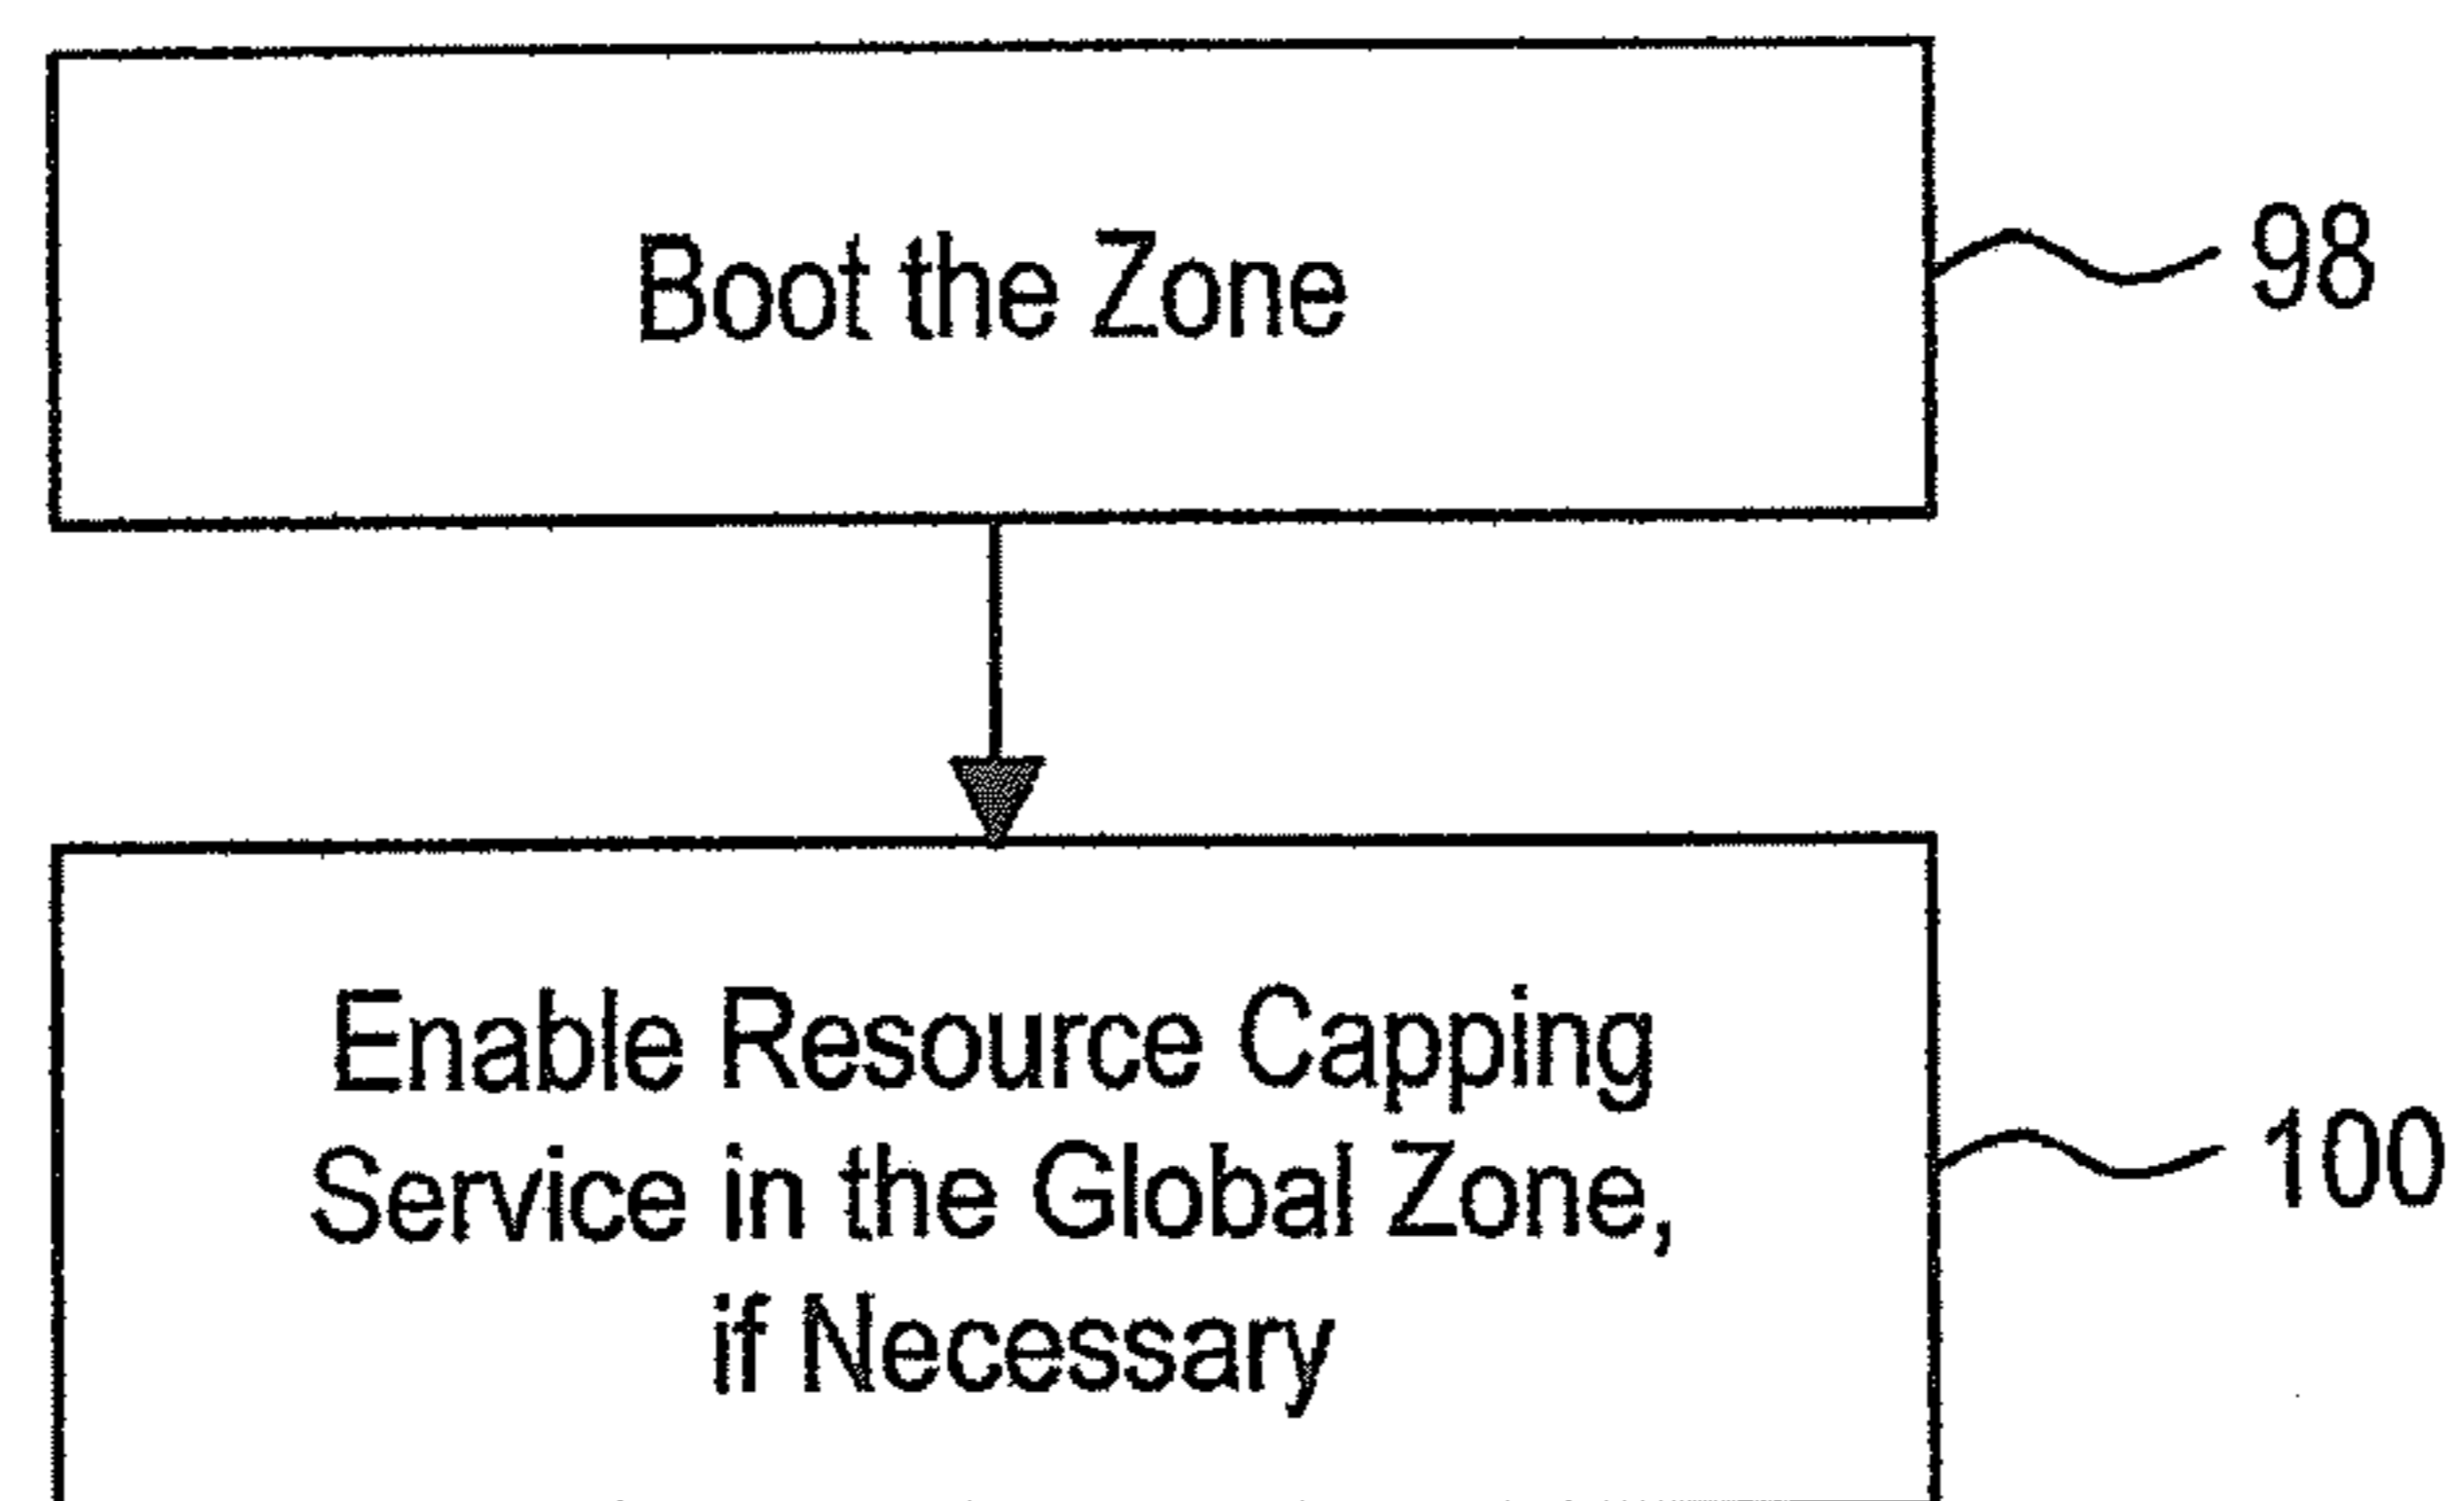 Boot the Zone
98
Enable Resource Capping
Service in the Global Zone,
if Necessary
100